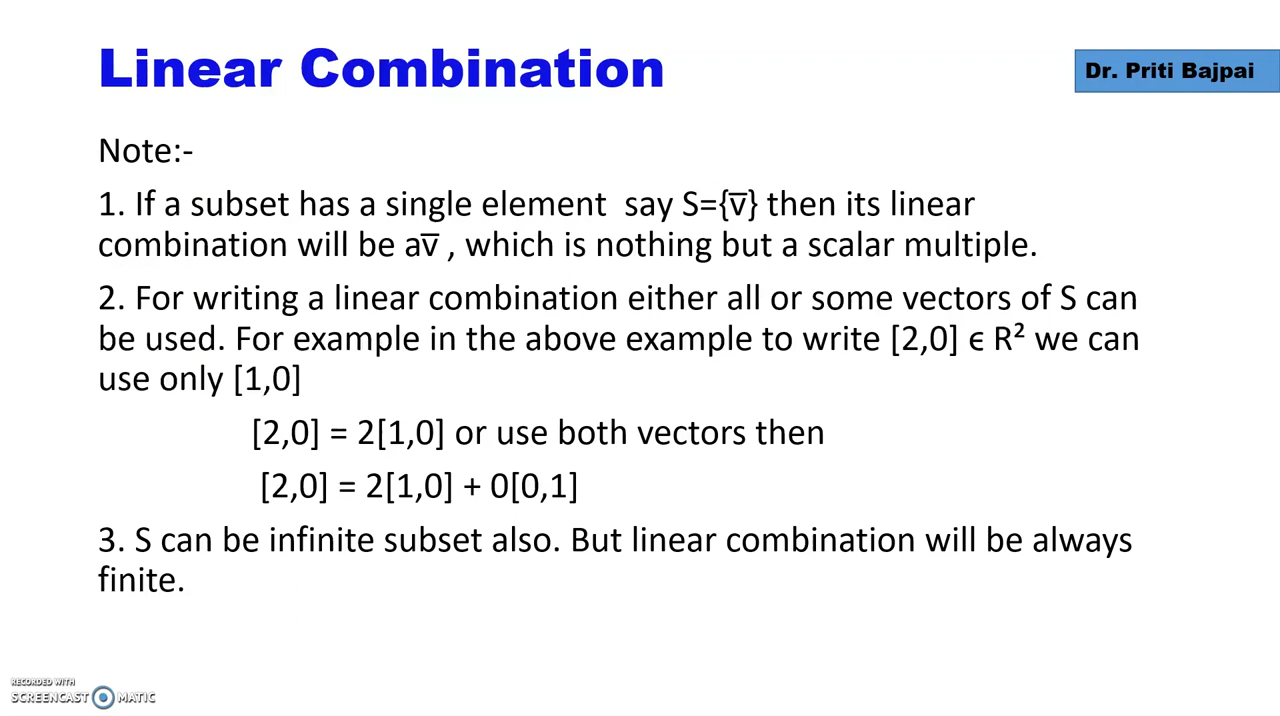 Linear Combination
Dr. Priti Bajpai
Note:-
1. If a subset has a single element say S={v̅} then its linear
combination will be av̅ , which is nothing but a scalar multiple.
2. For writing a linear combination either all or some vectors of S can
be used. For example in the above example to write [2,0] ϵ R² we can
use only [1,0]
[2,0] = 2[1,0] or use both vectors then
[2,0] = 2[1,0] + 0[0,1]
3. S can be infinite subset also. But linear combination will be always
finite.
RECORDED WITH
SCREENCAST MATIC